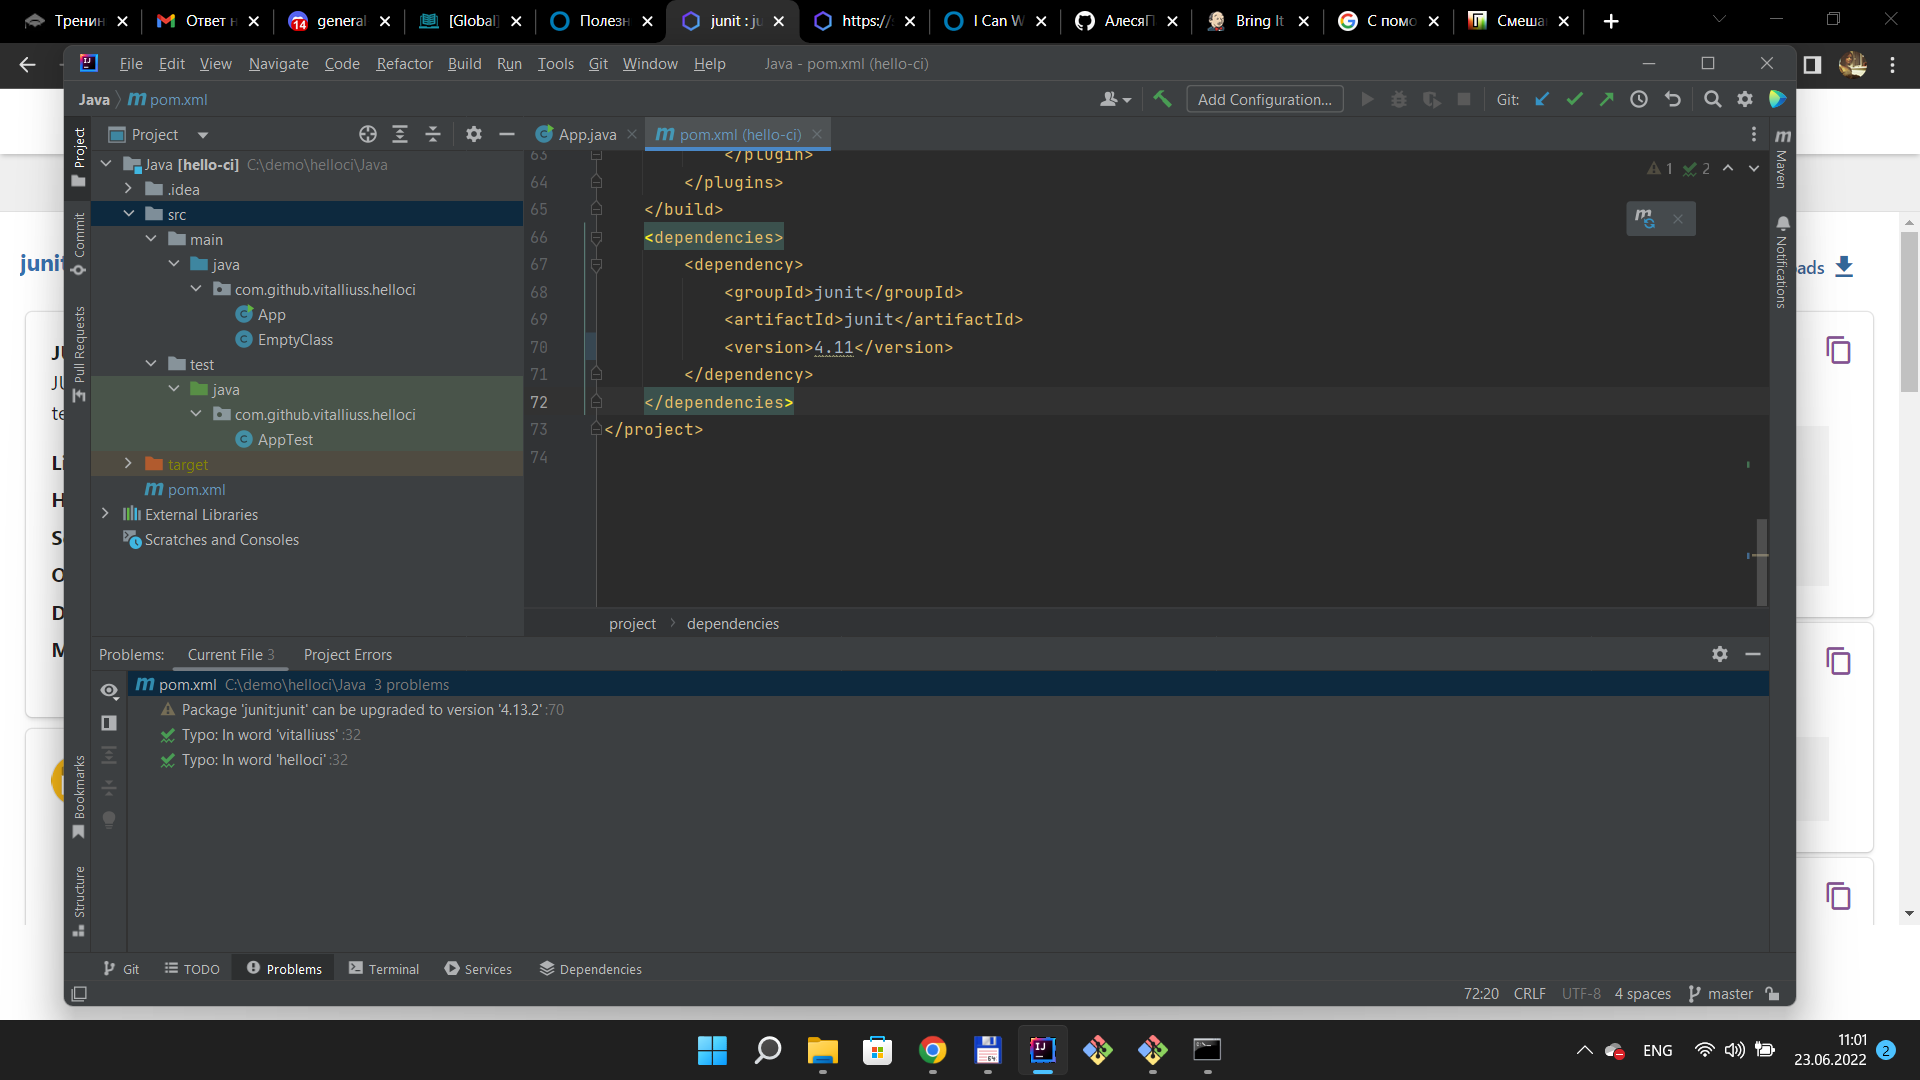 Тренин
Ответ н
14
general
[Global]
Полезн
junit : ju
https://
I Can W
АлесяП
Bring It
С помо
Смеша
File Edit View Navigate Code Refactor Build Run Tools Git Window Help Java - pom.xml (hello-ci)
Java pom.xml
Add Configuration... Git:
Project
App.java
pom.xml (hello-ci)
Java [hello-ci] C:\demo\helloci\Java
.idea
src
main
java
com.github.vitalliuss.helloci
App
EmptyClass
test
java
com.github.vitalliuss.helloci
AppTest
target
pom.xml
External Libraries
Scratches and Consoles
63 </plugin>
64 </plugins>
65 </build>
66 <dependencies>
67 <dependency>
68 <groupId>junit</groupId>
69 <artifactId>junit</artifactId>
70 <version>4.11</version>
71 </dependency>
72 </dependencies>
73 </project>
74
1 2
project dependencies
Project
Commit
Pull Requests
Bookmarks
Structure
Maven
Notifications
junit
ads
JU
JU
te
Li
H
O
D
M
Problems: Current File 3 Project Errors
pom.xml C:\demo\helloci\Java 3 problems
Package 'junit:junit' can be upgraded to version '4.13.2' :70
Typo: In word 'vitalliuss' :32
Typo: In word 'helloci' :32
Git TODO Problems Terminal Services Dependencies
72:20 CRLF UTF-8 4 spaces master
64
ENG
11:01
23.06.2022
2